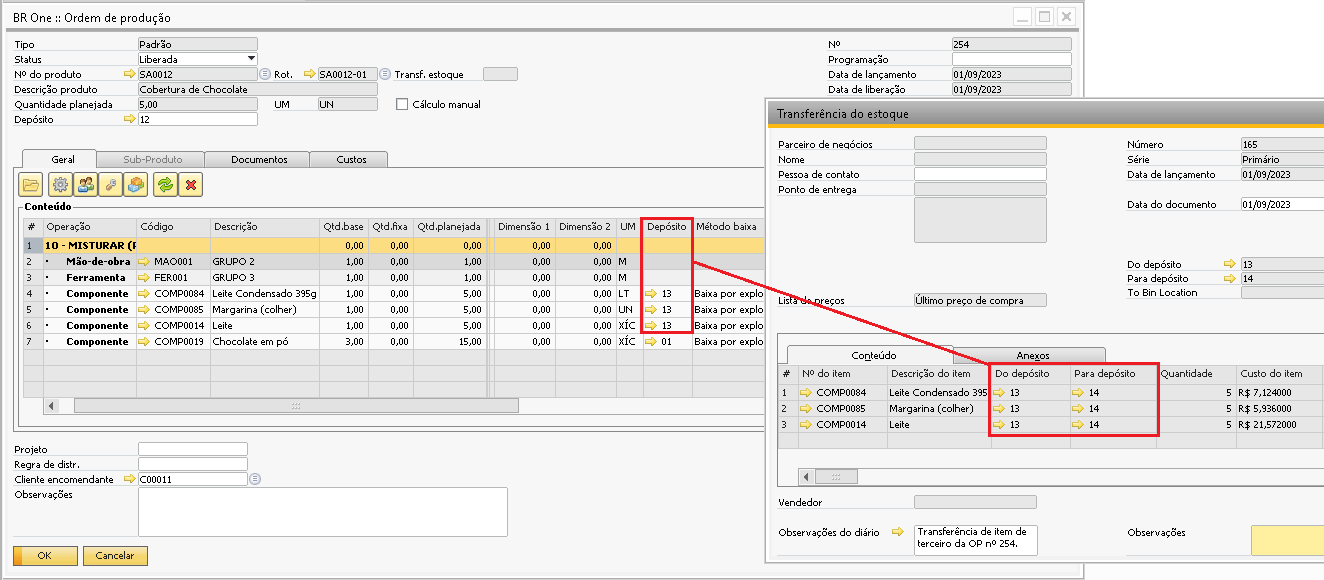 BR One :: Ordem de produção
Tipo Padrão
Status Liberada
Nº do produto SA0012 Rot. SA0012-01 Transf. estoque
Descrição produto Cobertura de Chocolate
Quantidade planejada 5,00 UM UN Cálculo manual
Depósito 12
Nº 254
Programação
Data de lançamento 01/09/2023
Data de liberação 01/09/2023
Geral Sub-Produto Documentos Custos
Conteúdo
# Operação Código Descrição Qtd.base Qtd.fixa Qtd.planejada Dimensão 1 Dimensão 2 UM Depósito Método baixa
1 10 - MISTURAR (F 0,00 0,00 0,00 0,00 0,00
2 · Mão-de-obra MAO001 GRUPO 2 1,00 0,00 1,00 0,00 0,00 M
3 · Ferramenta FER001 GRUPO 3 1,00 0,00 1,00 0,00 0,00 M
4 · Componente COMP0084 Leite Condensado 395g 1,00 0,00 5,00 0,00 0,00 LT 13 Baixa por explo
5 · Componente COMP0085 Margarina (colher) 1,00 0,00 5,00 0,00 0,00 UN 13 Baixa por explo
6 · Componente COMP0014 Leite 1,00 0,00 5,00 0,00 0,00 XÍC 13 Baixa por explo
7 · Componente COMP0019 Chocolate em pó 3,00 0,00 15,00 0,00 0,00 XÍC 01 Baixa por explo
Projeto
Regra de distr.
Cliente encomendante C00011
Observações
OK Cancelar
Transferência do estoque
Parceiro de negócios
Nome
Pessoa de contato
Ponto de entrega
Número 165
Série Primário
Data de lançamento 01/09/2023
Data do documento 01/09/2023
Do depósito 13
Para depósito 14
To Bin Location
Lista de preços Último preço de compra
Conteúdo Anexos
# Nº do item Descrição do item Do depósito Para depósito Quantidade Custo do item
1 COMP0084 Leite Condensado 395 13 14 5 R$ 7,124000
2 COMP0085 Margarina (colher) 13 14 5 R$ 5,936000
3 COMP0014 Leite 13 14 5 R$ 21,572000
Vendedor
Observações do diário Transferência de item de
terceiro da OP nº 254.
Observações